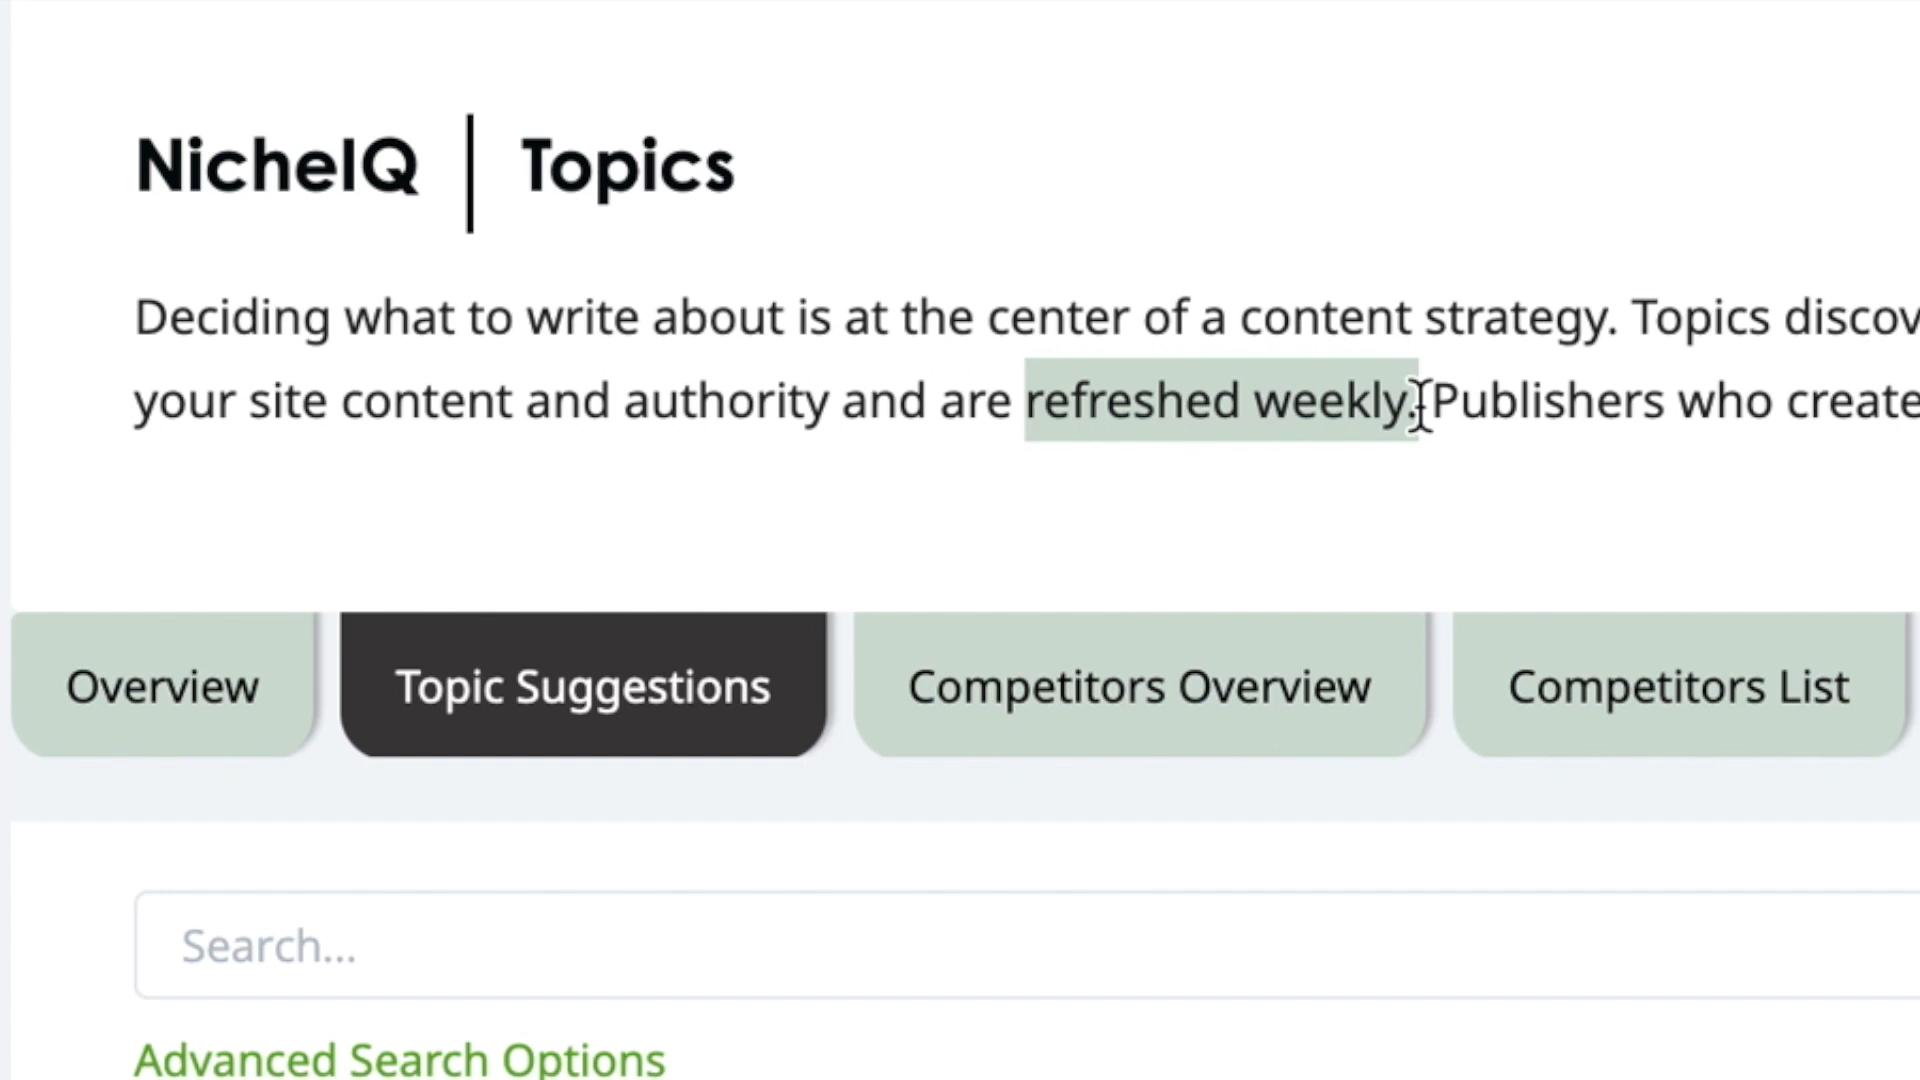 NicheIQ | Topics
Deciding what to write about is at the center of a content strategy. Topics discov
your site content and authority and are refreshed weekly. Publishers who create
Overview
Topic Suggestions
Competitors Overview
Competitors List
Search...
Advanced Search Options